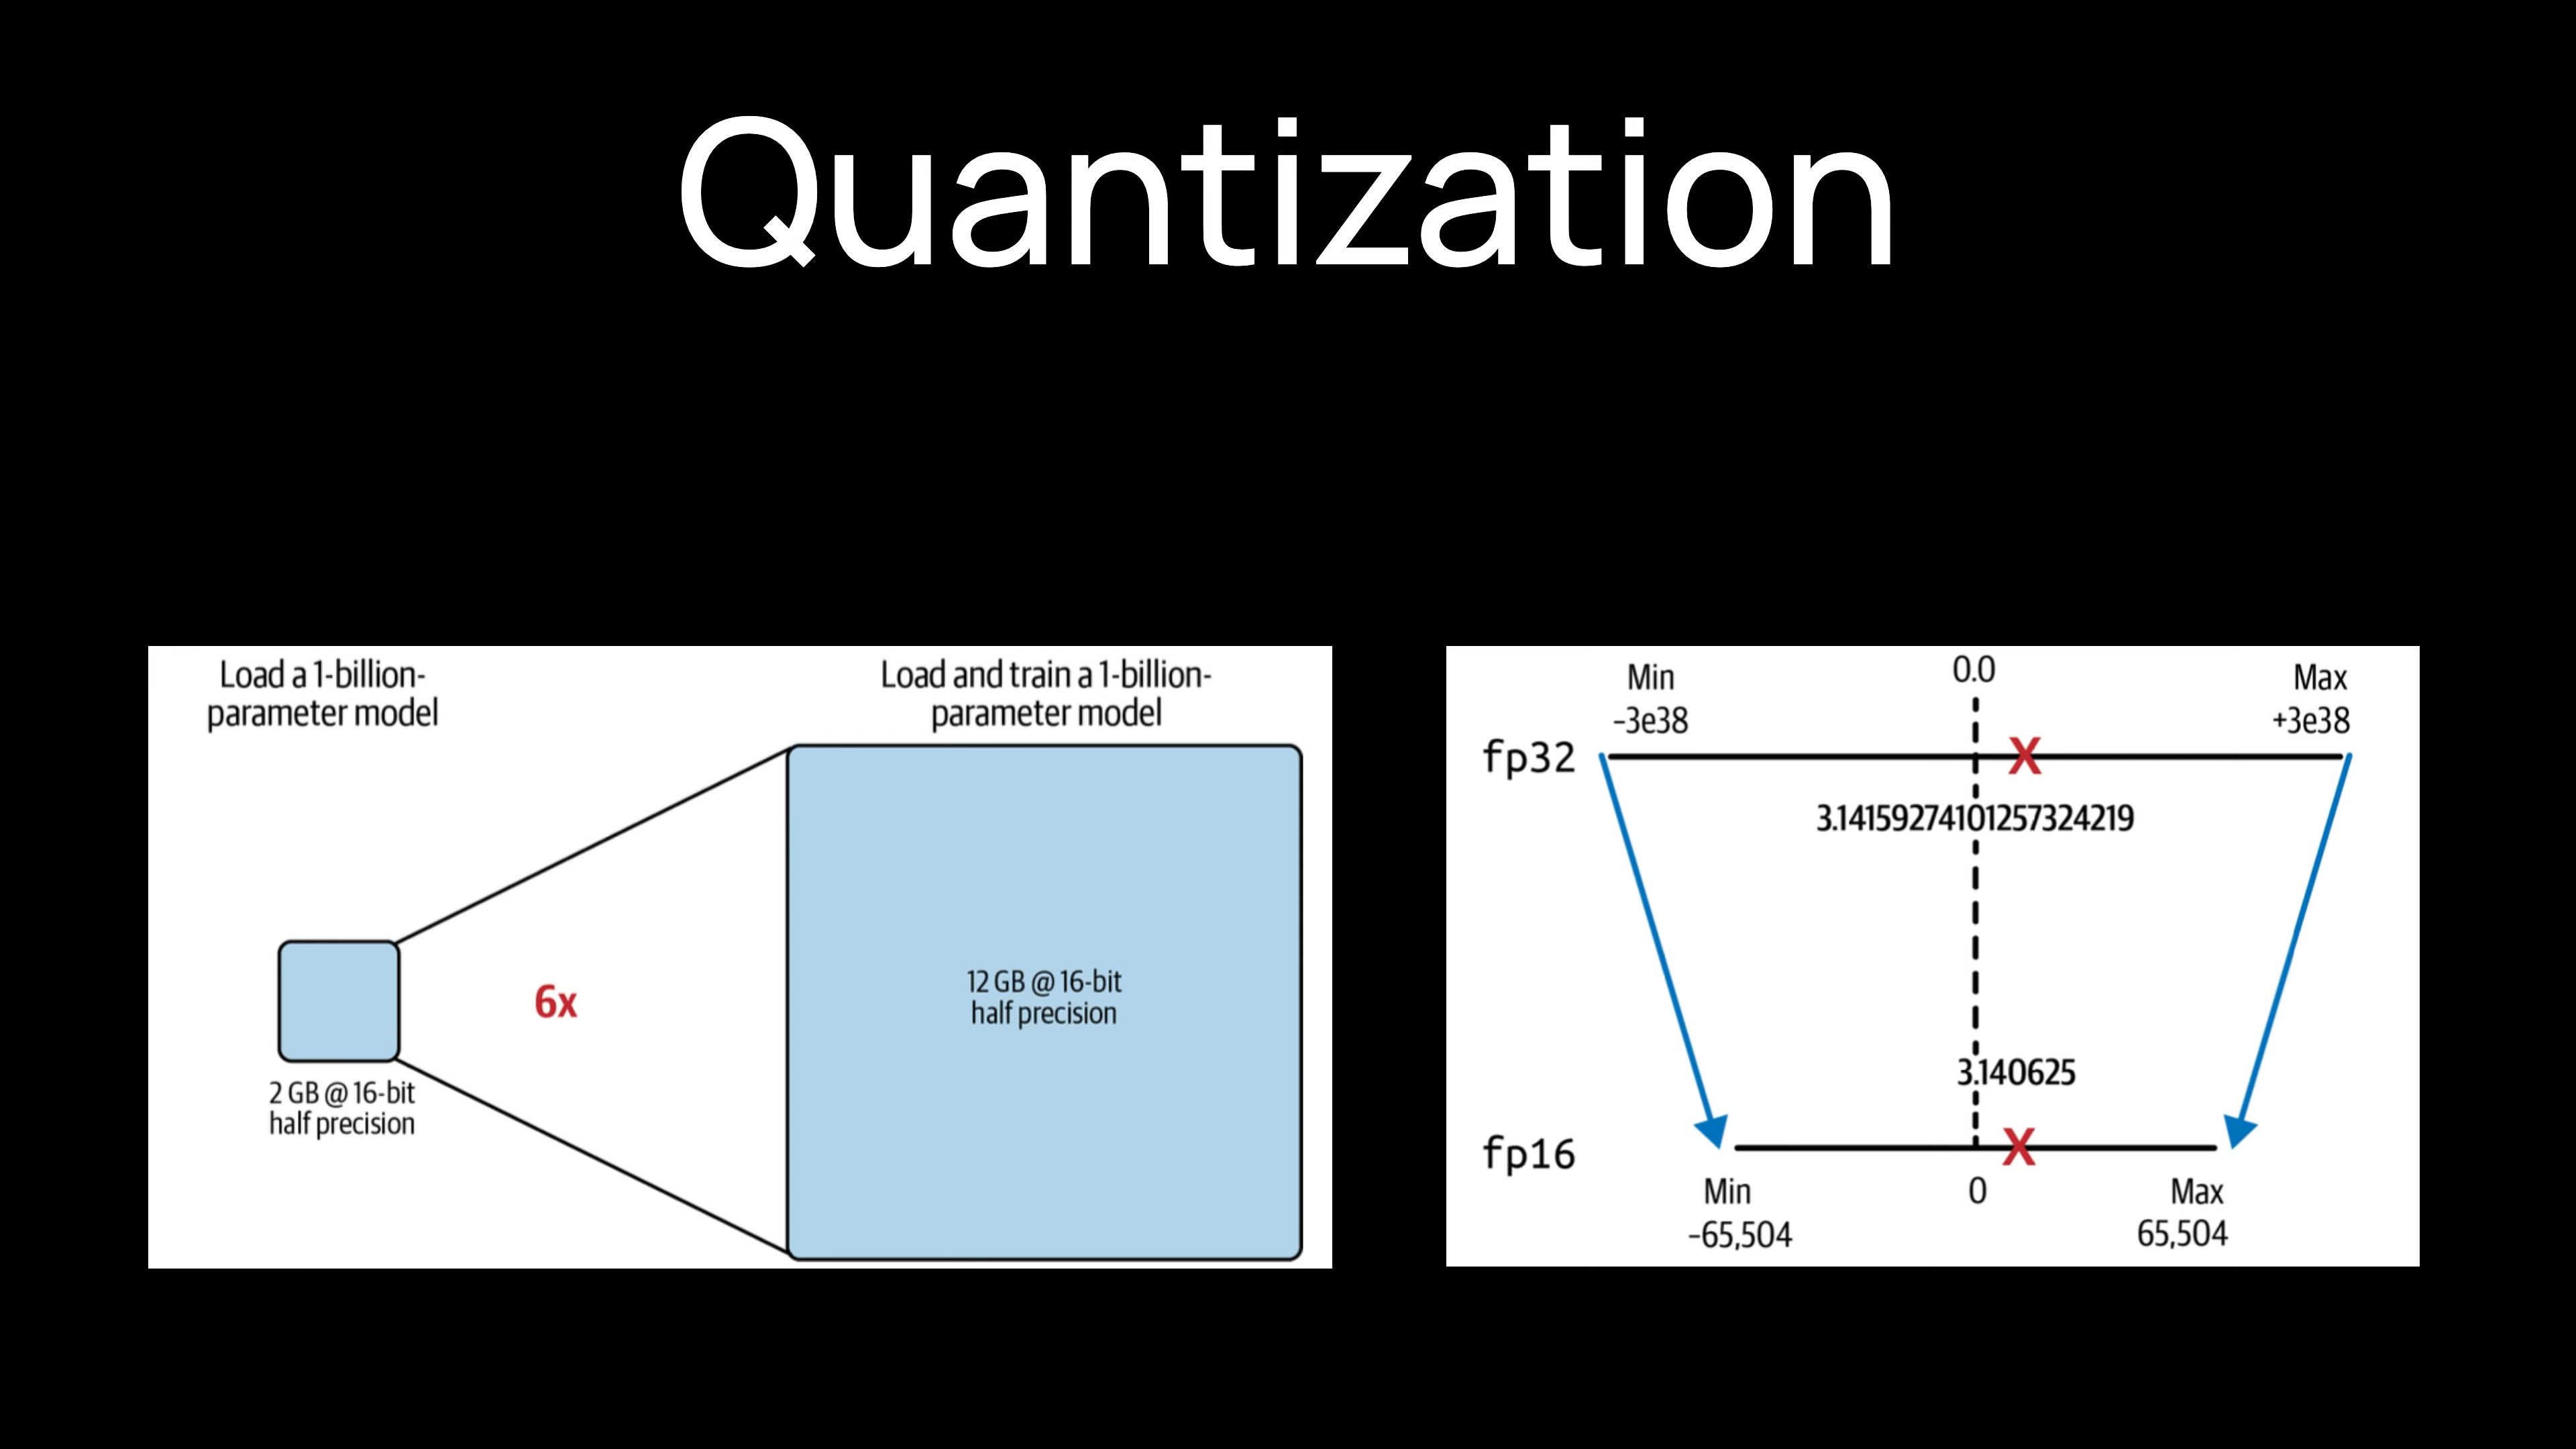 Quantization
Load a 1-billion-
parameter model
Load and train a 1-billion-
parameter model
6x
12 GB @ 16-bit
half precision
2 GB @ 16-bit
half precision
Min
–3e38
0.0
Max
+3e38
fp32
X
3.14159274101257324219
3.140625
fp16
X
Min
–65,504
0
Max
65,504